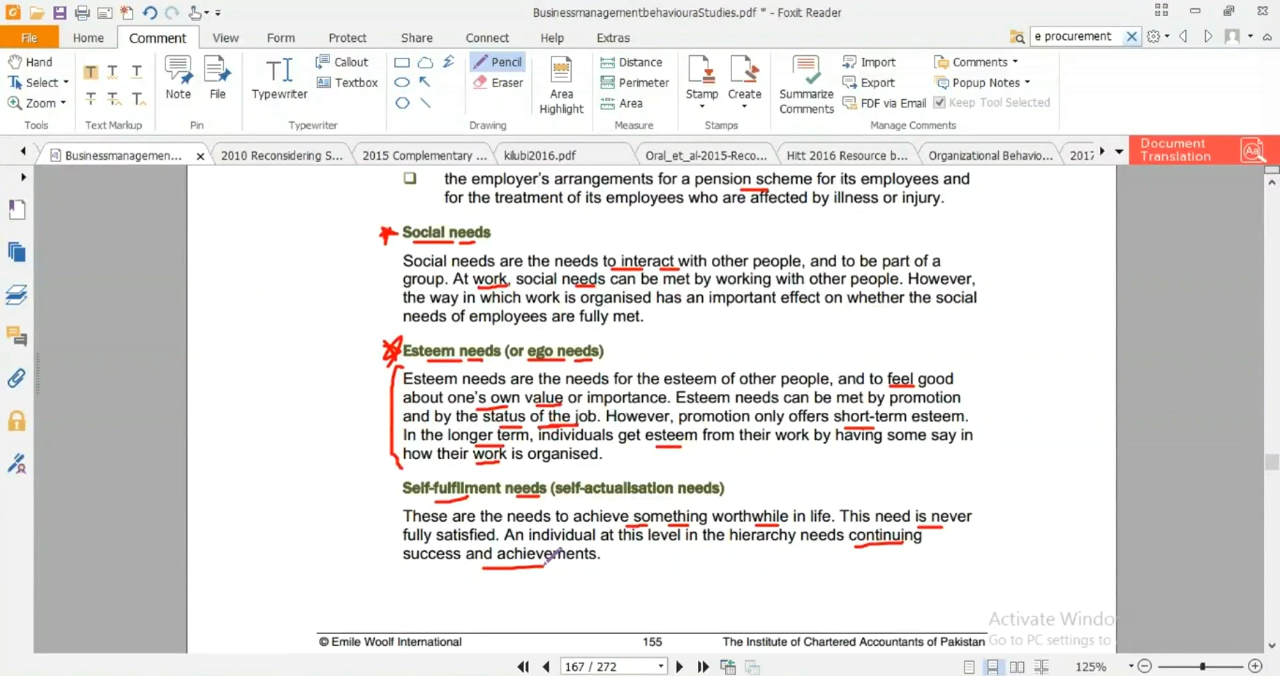 BusinessmanagementbehaviouraStudies.pdf * - Foxit Reader
File Home Comment View Form Protect Share Connect Help Extras e procurement
Hand Callout Pencil Distance Import Comments
Select Textbox Eraser Perimeter Export Popup Notes
Zoom Note File Typewriter Area Highlight Area Stamp Create Summarize Comments FDF via Email Keep Tool Selected
Tools Text Markup Pin Typewriter Drawing Measure Stamps Manage Comments
Businessmanagemen... 2010 Reconsidering S... 2015 Complementary ... kilubi2016.pdf Oral_et_al-2015-Reco... Hitt 2016 Resource b... Organizational Behavio... 2017 Document Translation
the employer's arrangements for a pension scheme for its employees and
for the treatment of its employees who are affected by illness or injury.
Social needs
Social needs are the needs to interact with other people, and to be part of a
group. At work, social needs can be met by working with other people. However,
the way in which work is organised has an important effect on whether the social
needs of employees are fully met.
Esteem needs (or ego needs)
Esteem needs are the needs for the esteem of other people, and to feel good
about one's own value or importance. Esteem needs can be met by promotion
and by the status of the job. However, promotion only offers short-term esteem.
In the longer term, individuals get esteem from their work by having some say in
how their work is organised.
Self-fulfilment needs (self-actualisation needs)
These are the needs to achieve something worthwhile in life. This need is never
fully satisfied. An individual at this level in the hierarchy needs continuing
success and achievements.
Activate Windo
Go to PC settings to
© Emile Woolf International 155 The Institute of Chartered Accountants of Pakistan
167 / 272 125%